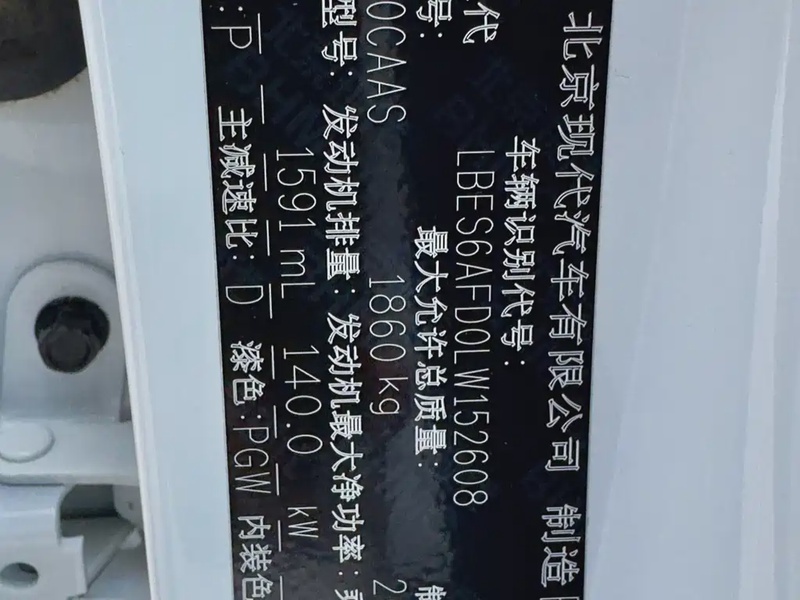 北京现代汽车有限公司 制造
代
车辆识别代号:
号:
LBES6AFD0LW152608
最大允许总质量:
0CAAS
1860 kg
型号: 发动机排量: 发动机最大净功率:
1591 mL 140.0 kW
:P 主减速比: D 漆色:PGW 内装色